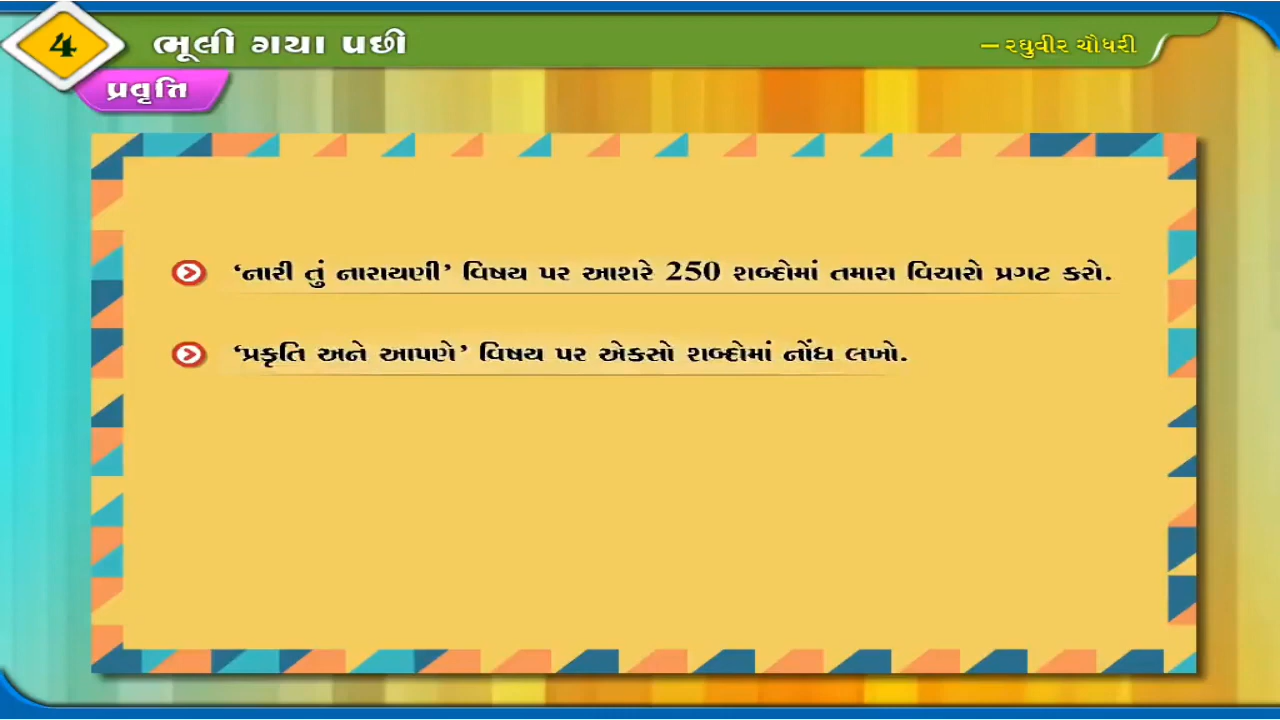 4 ભૂલી ગયા પછી – રઘુવીર ચૌધરી
પ્રવૃત્તિ
‘નારી તું નારાયણી’ વિષય પર આશરે 250 શબ્દોમાં તમારા વિચારો પ્રગટ કરો.
‘પ્રકૃતિ અને આપણે’ વિષય પર એકસો શબ્દોમાં નોંધ લખો.